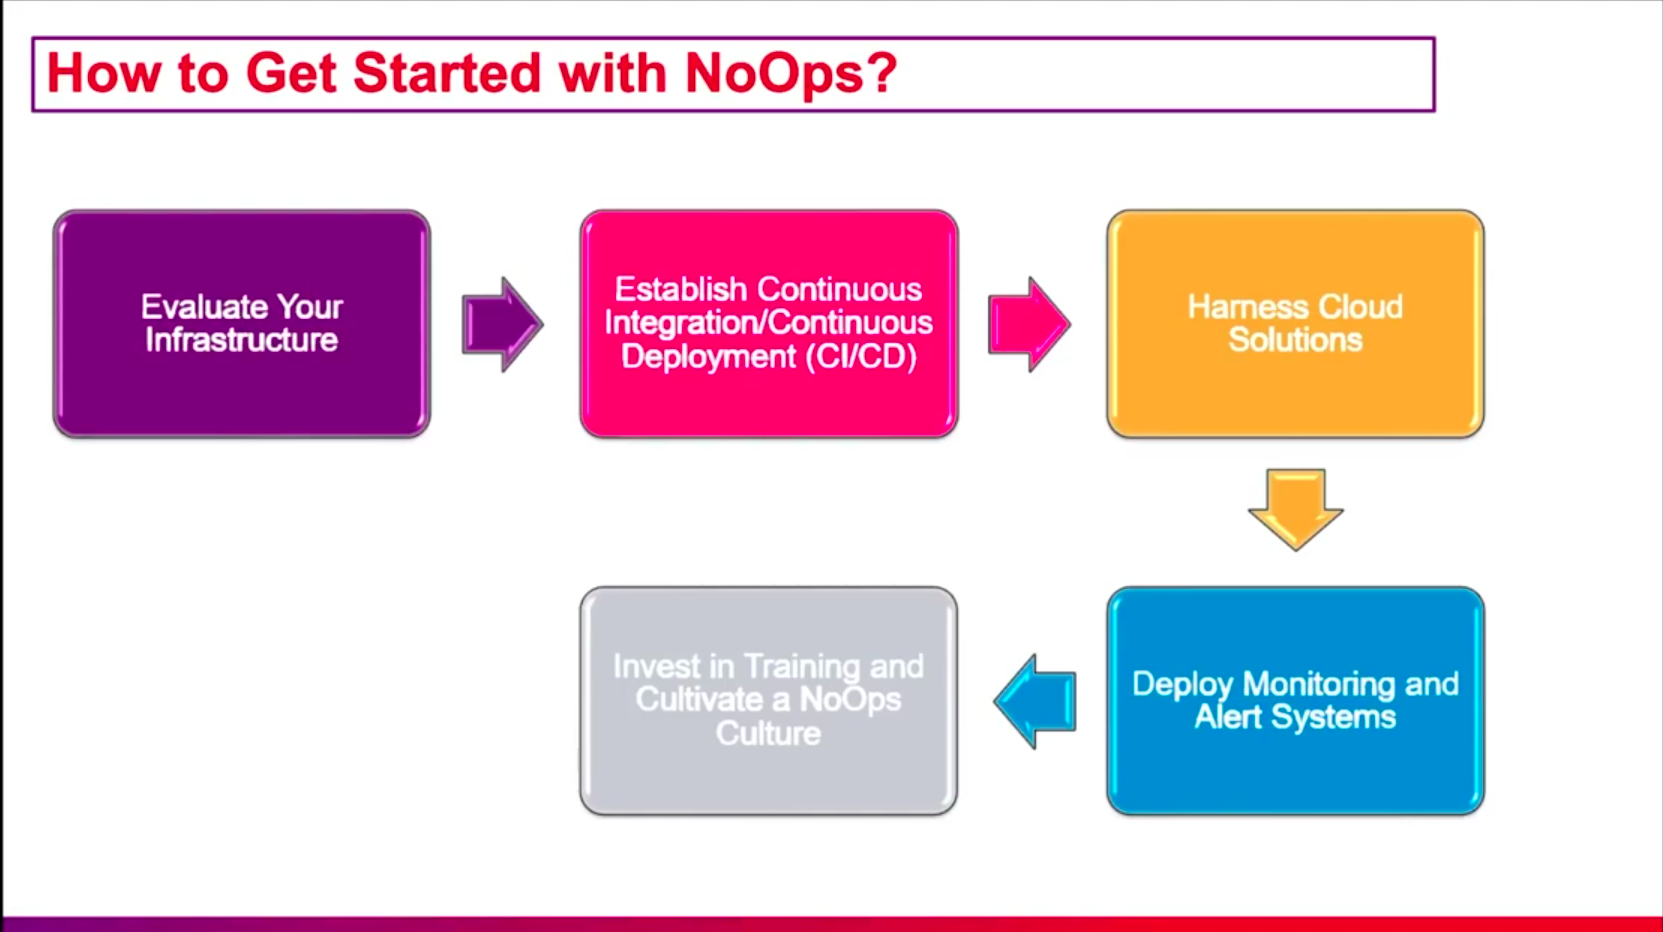 How to Get Started with NoOps?
Evaluate Your
Infrastructure
Establish Continuous
Integration/Continuous
Deployment (CI/CD)
Harness Cloud
Solutions
Deploy Monitoring and
Alert Systems
Invest in Training and
Cultivate a NoOps
Culture